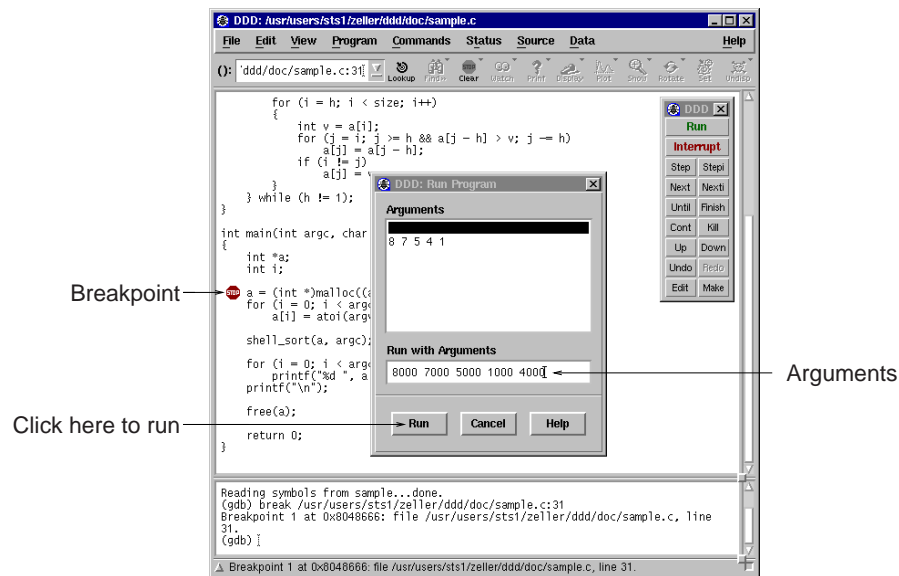 DDD: /usr/users/sts1/zeller/ddd/doc/sample.c
File Edit View Program Commands Status Source Data Help
(): 'ddd/doc/sample.c:31 Lookup Find» Clear Watch Print Display Plot Show Rotate Set Undisp
for (i = h; i < size; i++)
{
int v = a[i];
for (j = i; j >= h && a[j - h] > v; j -= h)
a[j] = a[j - h];
if (i != j)
a[j] = v
}
} while (h != 1);
}
int main(int argc, char
{
int *a;
int i;
a = (int *)malloc((a
for (i = 0; i < argc
a[i] = atoi(argv
shell_sort(a, argc);
for (i = 0; i < argc
printf("%d ", a
printf("\n");
free(a);
return 0;
}
Breakpoint
STOP
Click here to run
DDD: Run Program
Arguments
8 7 5 4 1
Run with Arguments
8000 7000 5000 1000 4000
Run Cancel Help
Arguments
DDD
Run
Interrupt
Step Stepi
Next Nexti
Until Finish
Cont Kill
Up Down
Undo Redo
Edit Make
Reading symbols from sample...done.
(gdb) break /usr/users/sts1/zeller/ddd/doc/sample.c:31
Breakpoint 1 at 0x8048666: file /usr/users/sts1/zeller/ddd/doc/sample.c, line
31.
(gdb)
Breakpoint 1 at 0x8048666: file /usr/users/sts1/zeller/ddd/doc/sample.c, line 31.